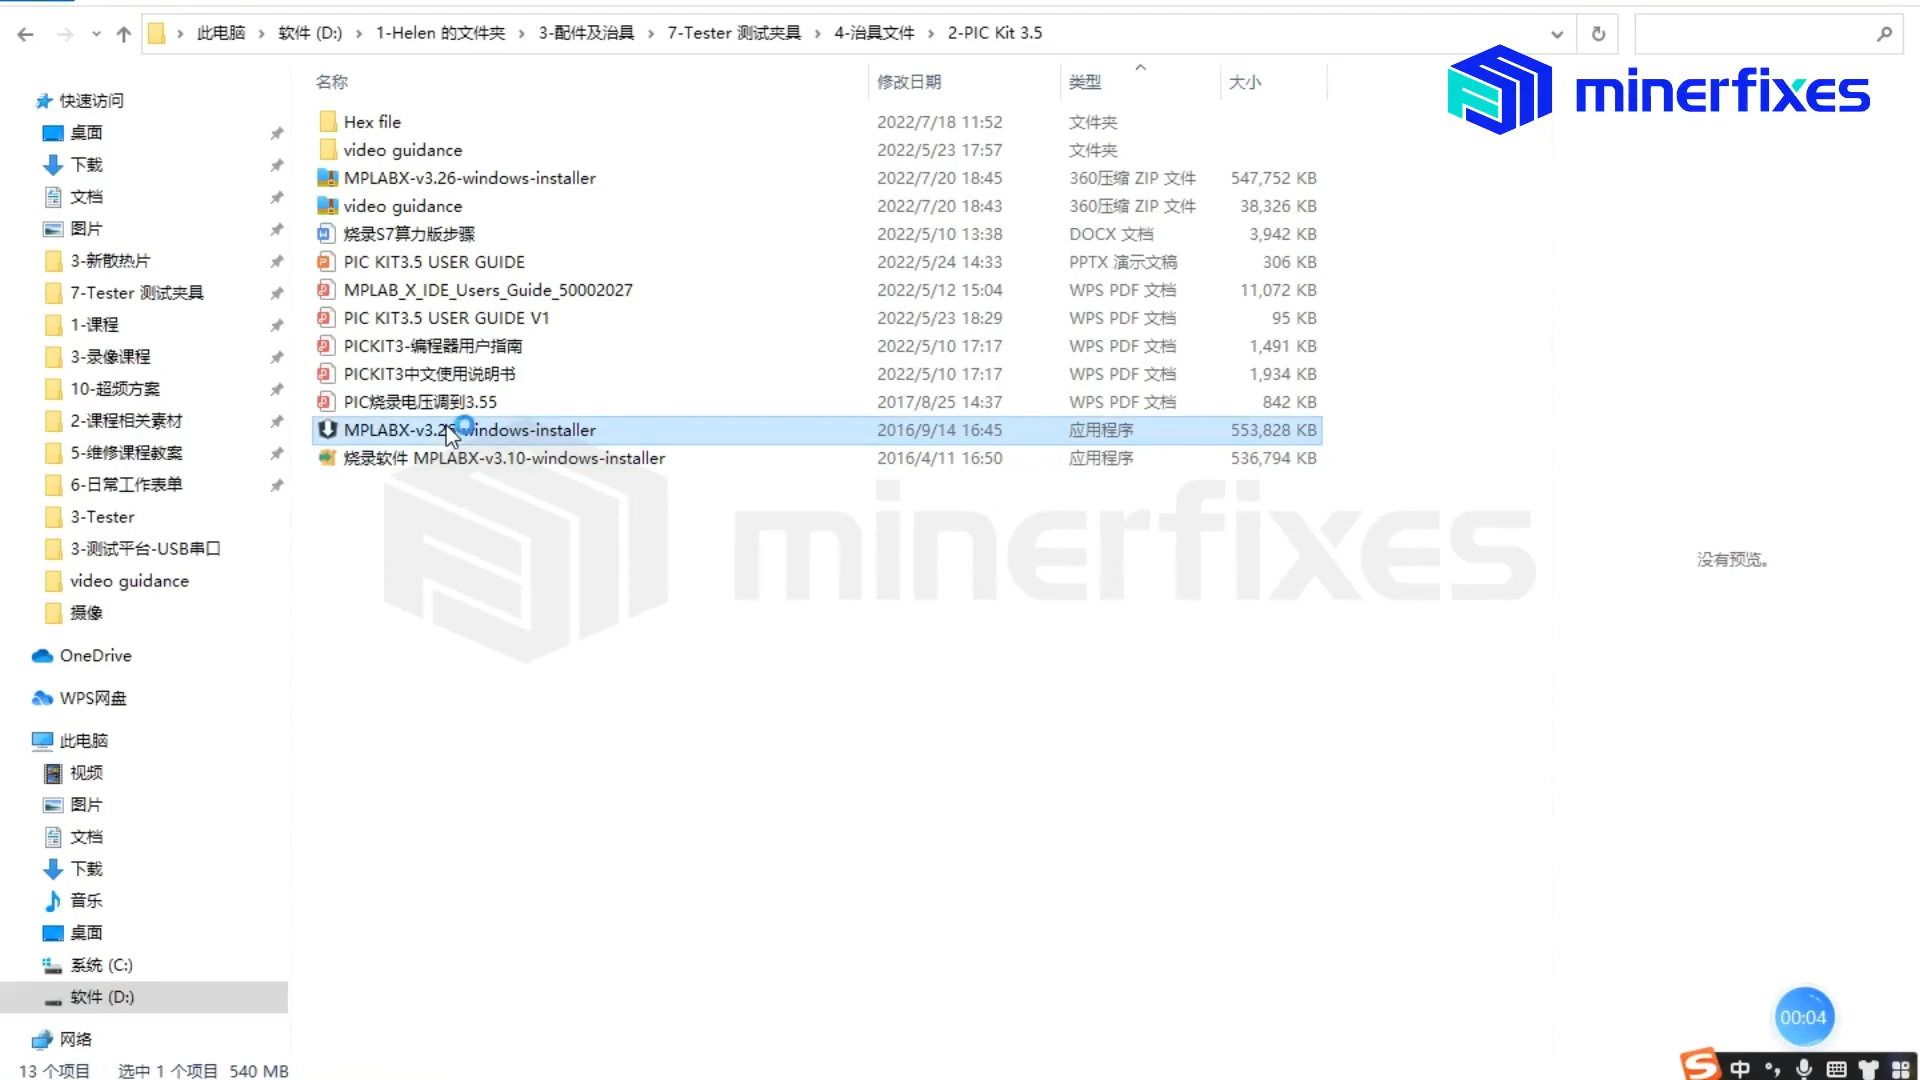 此电脑 › 软件 (D:) › 1-Helen 的文件夹 › 3-配件及治具 › 7-Tester 测试夹具 › 4-治具文件 › 2-PIC Kit 3.5
minerfixes
名称 修改日期 类型 大小
Hex file 2022/7/18 11:52 文件夹
video guidance 2022/5/23 17:57 文件夹
MPLABX-v3.26-windows-installer 2022/7/20 18:45 360压缩 ZIP 文件 547,752 KB
video guidance 2022/7/20 18:43 360压缩 ZIP 文件 38,326 KB
烧录S7算力版步骤 2022/5/10 13:38 DOCX 文档 3,942 KB
PIC KIT3.5 USER GUIDE 2022/5/24 14:33 PPTX 演示文稿 306 KB
MPLAB_X_IDE_Users_Guide_50002027 2022/5/12 15:04 WPS PDF 文档 11,072 KB
PIC KIT3.5 USER GUIDE V1 2022/5/23 18:29 WPS PDF 文档 95 KB
PICKIT3-编程器用户指南 2022/5/10 17:17 WPS PDF 文档 1,491 KB
PICKIT3中文使用说明书 2022/5/10 17:17 WPS PDF 文档 1,934 KB
PIC烧录电压调到3.55 2017/8/25 14:37 WPS PDF 文档 842 KB
MPLABX-v3.26-windows-installer 2016/9/14 16:45 应用程序 553,828 KB
烧录软件 MPLABX-v3.10-windows-installer 2016/4/11 16:50 应用程序 536,794 KB
minerfixes
没有预览。
快速访问
桌面
下载
文档
图片
3-新散热片
7-Tester 测试夹具
1-课程
3-录像课程
10-超频方案
2-课程相关素材
5-维修课程教案
6-日常工作表单
3-Tester
3-测试平台-USB串口
video guidance
摄像
OneDrive
WPS网盘
此电脑
视频
图片
文档
下载
音乐
桌面
系统 (C:)
软件 (D:)
网络
13 个项目 选中 1 个项目 540 MB
00:04
S 中